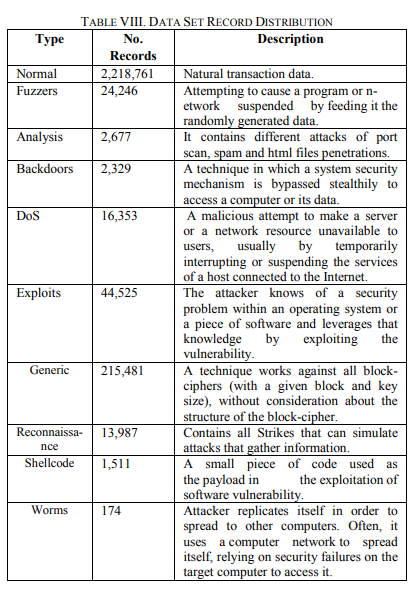 TABLE VIII. DATA SET RECORD DISTRIBUTION
Type No. Description
Records
Normal 2,218,761 Natural transaction data.
Fuzzers 24,246 Attempting to cause a program or n-
etwork suspended by feeding it the
randomly generated data.
Analysis 2,677 It contains different attacks of port
scan, spam and html files penetrations.
Backdoors 2,329 A technique in which a system security
mechanism is bypassed stealthily to
access a computer or its data.
DoS 16,353 A malicious attempt to make a server
or a network resource unavailable to
users, usually by temporarily
interrupting or suspending the services
of a host connected to the Internet.
Exploits 44,525 The attacker knows of a security
problem within an operating system or
a piece of software and leverages that
knowledge by exploiting the
vulnerability.
Generic 215,481 A technique works against all block-
ciphers (with a given block and key
size), without consideration about the
structure of the block-cipher.
Reconnaissa- 13,987 Contains all Strikes that can simulate
nce attacks that gather information.
Shellcode 1,511 A small piece of code used as
the payload in the exploitation of
software vulnerability.
Worms 174 Attacker replicates itself in order to
spread to other computers. Often, it
uses a computer network to spread
itself, relying on security failures on the
target computer to access it.